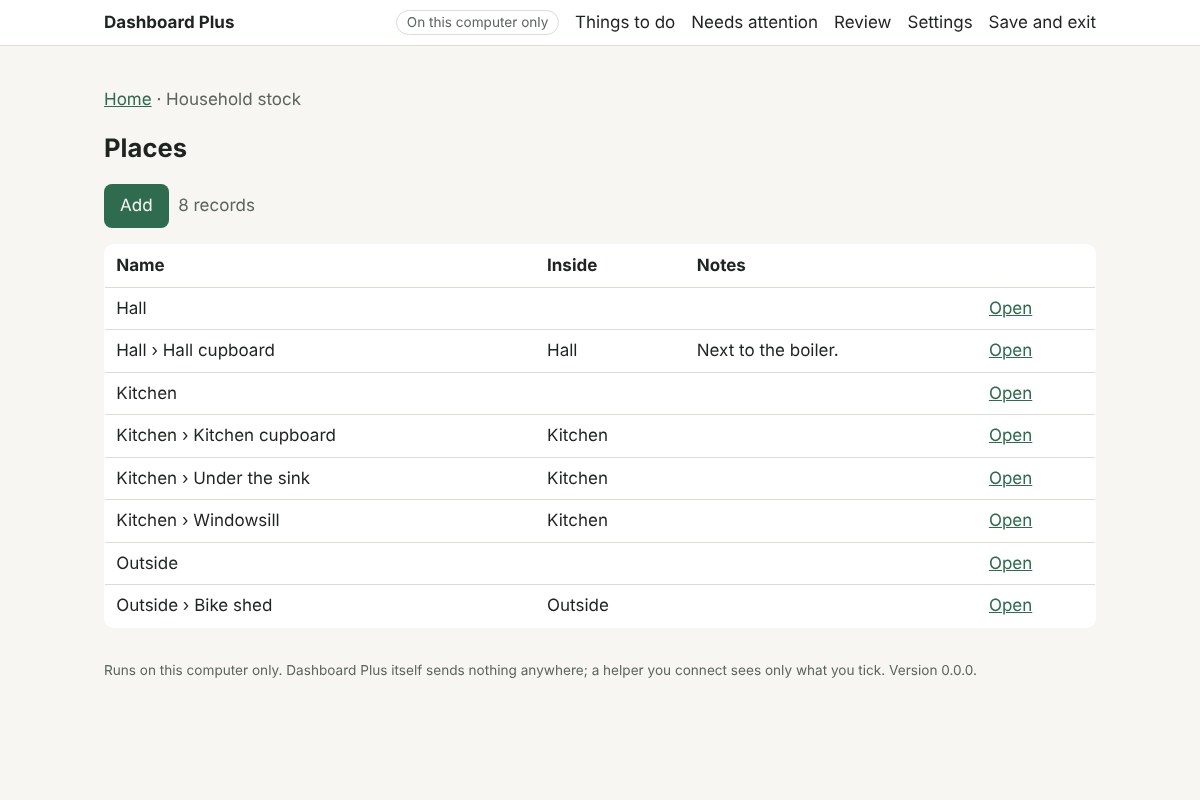 Dashboard Plus On this computer only Things to do Needs attention Review Settings Save and exit
Home · Household stock
Places
Add 8 records
Name Inside Notes
Hall Open
Hall › Hall cupboard Hall Next to the boiler. Open
Kitchen Open
Kitchen › Kitchen cupboard Kitchen Open
Kitchen › Under the sink Kitchen Open
Kitchen › Windowsill Kitchen Open
Outside Open
Outside › Bike shed Outside Open
Runs on this computer only. Dashboard Plus itself sends nothing anywhere; a helper you connect sees only what you tick. Version 0.0.0.